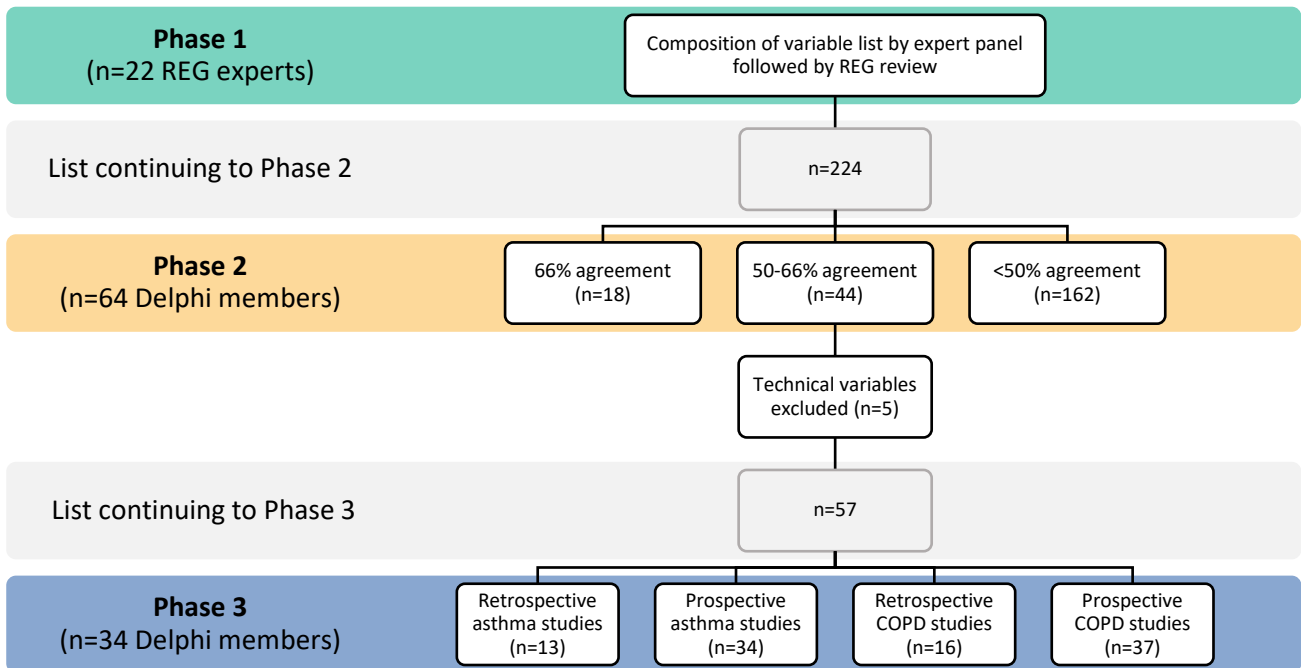 Phase 1
(n=22 REG experts)
Composition of variable list by expert panel
followed by REG review
List continuing to Phase 2
n=224
Phase 2
(n=64 Delphi members)
66% agreement
(n=18)
50-66% agreement
(n=44)
<50% agreement
(n=162)
Technical variables
excluded (n=5)
List continuing to Phase 3
n=57
Phase 3
(n=34 Delphi members)
Retrospective
asthma studies
(n=13)
Prospective
asthma studies
(n=34)
Retrospective
COPD studies
(n=16)
Prospective
COPD studies
(n=37)